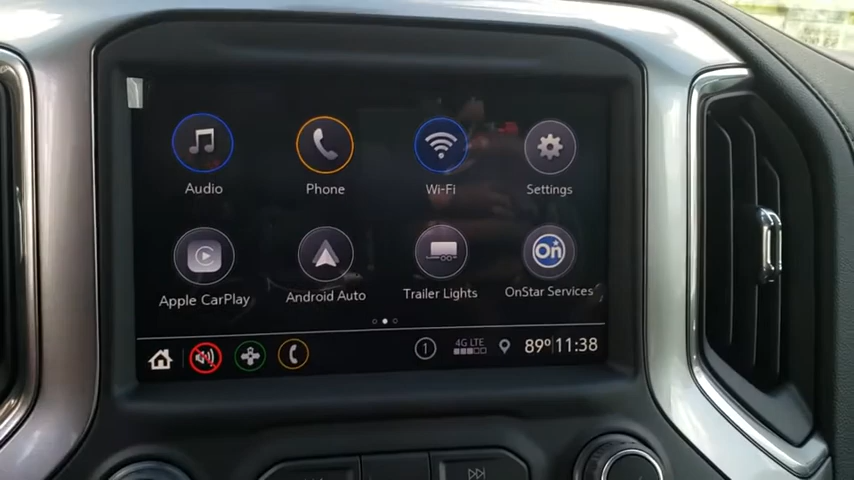 Audio Phone Wi-Fi Settings
On
Apple CarPlay Android Auto Trailer Lights OnStar Services
1 4G LTE 89° 11:38